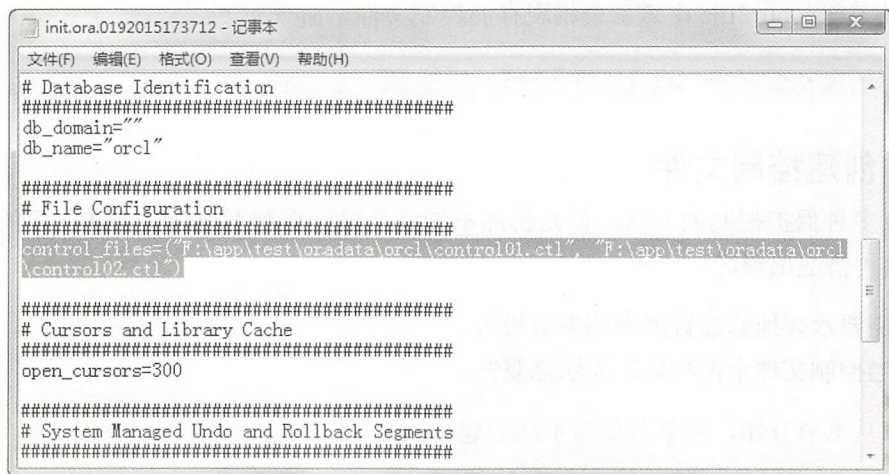 init.ora.0192015173712 - 记事本
文件(F) 编辑(E) 格式(O) 查看(V) 帮助(H)
# Database Identification
###########################################
db_domain=""
db_name="orcl"
###########################################
# File Configuration
###########################################
control_files=("F:\app\test\oradata\orcl\control01.ctl", "F:\app\test\oradata\orcl
\control02.ctl")
###########################################
# Cursors and Library Cache
###########################################
open_cursors=300
###########################################
# System Managed Undo and Rollback Segments
###########################################